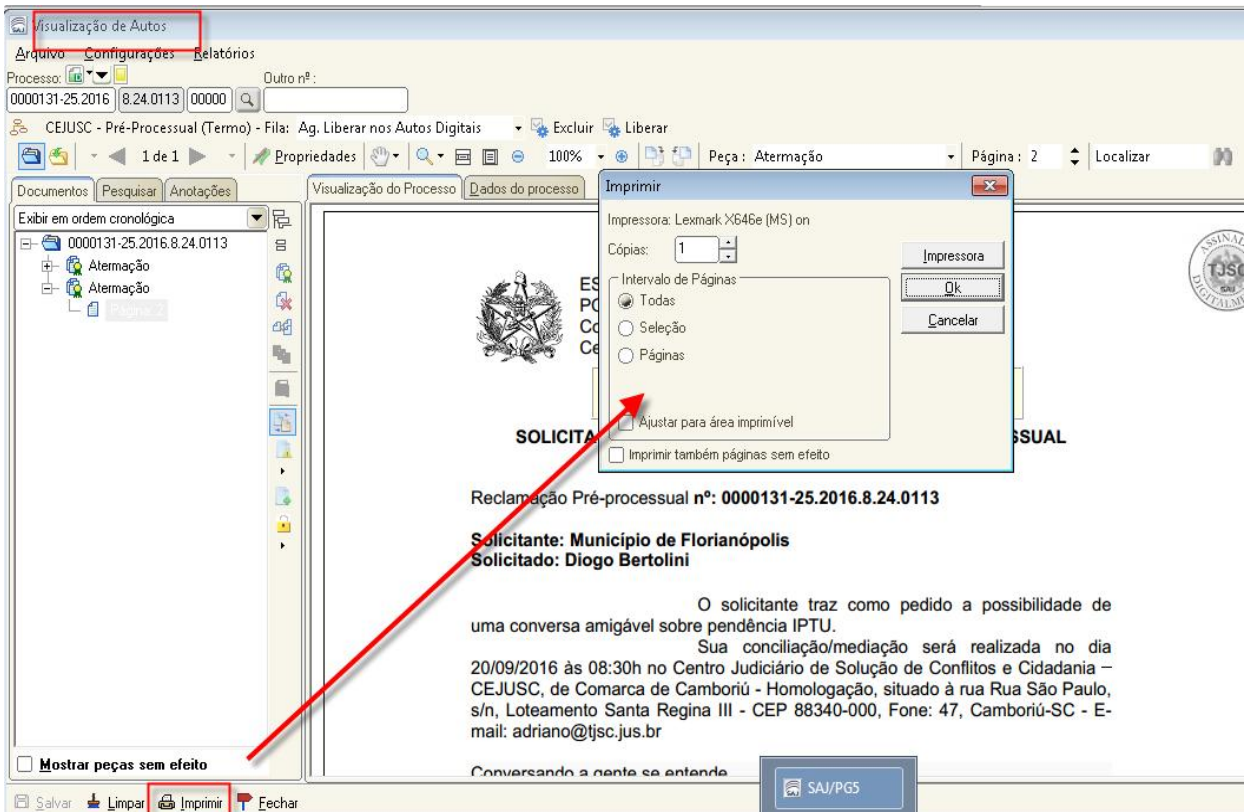 Visualização de Autos
Arquivo Configurações Relatórios
Processo: Outro nº :
0000131-25.2016 8.24.0113 00000
CEJUSC - Pré-Processual (Termo) - Fila: Ag. Liberar nos Autos Digitais Excluir Liberar
1 de 1 Propriedades 100% Peça : Atermação Página : 2 Localizar
Documentos Pesquisar Anotações
Visualização do Processo Dados do processo
Exibir em ordem cronológica
0000131-25.2016.8.24.0113
Atermação
Atermação
Página: 2
Imprimir
Impressora: Lexmark X646e (MS) on
Cópias: 1
Impressora
Intervalo de Páginas
Ok
Todas
Cancelar
Seleção
Páginas
Ajustar para área imprimível
Imprimir também páginas sem efeito
ES
PO
Co
Ce
TJSC
SAJ
SOLICITA SSUAL
Reclamação Pré-processual nº: 0000131-25.2016.8.24.0113
Solicitante: Município de Florianópolis
Solicitado: Diogo Bertolini
O solicitante traz como pedido a possibilidade de
uma conversa amigável sobre pendência IPTU.
Sua conciliação/mediação será realizada no dia
20/09/2016 às 08:30h no Centro Judiciário de Solução de Conflitos e Cidadania –
CEJUSC, de Comarca de Camboriú - Homologação, situado à rua Rua São Paulo,
s/n, Loteamento Santa Regina III - CEP 88340-000, Fone: 47, Camboriú-SC - E-
mail: adriano@tjsc.jus.br
Conversando a gente se entende
Mostrar peças sem efeito
SAJ/PG5
Salvar Limpar Imprimir Fechar